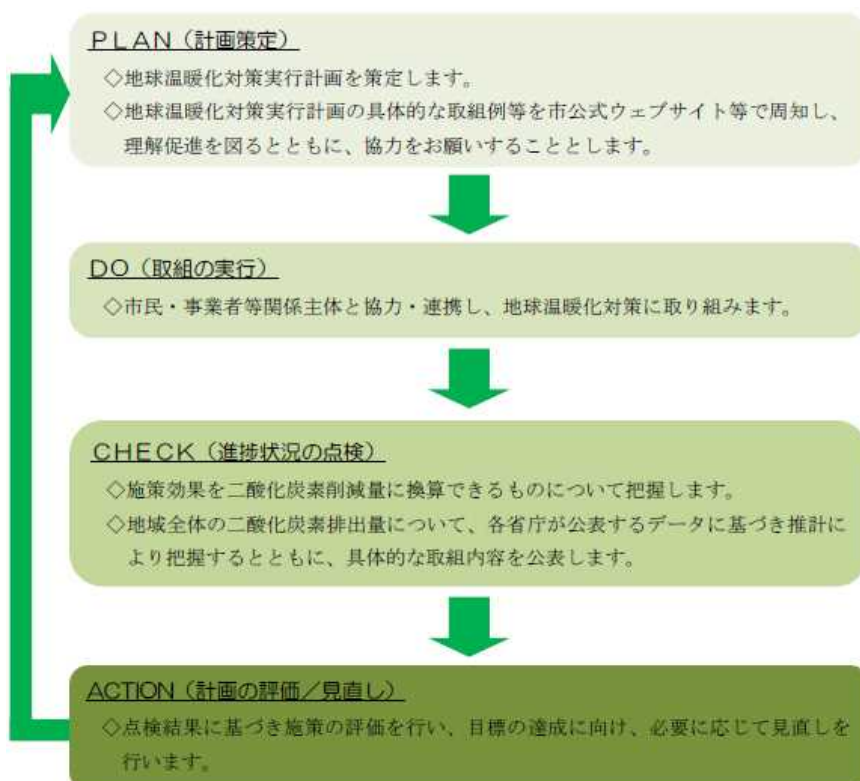 ＰＬＡＮ（計画策定）
◇地球温暖化対策実行計画を策定します。
◇地球温暖化対策実行計画の具体的な取組例等を市公式ウェブサイト等で周知し、
理解促進を図るとともに、協力をお願いすることとします。
ＤＯ（取組の実行）
◇市民・事業者等関係主体と協力・連携し、地球温暖化対策に取り組みます。
ＣＨＥＣＫ（進捗状況の点検）
◇施策効果を二酸化炭素削減量に換算できるものについて把握します。
◇地域全体の二酸化炭素排出量について、各省庁が公表するデータに基づき推計に
より把握するとともに、具体的な取組内容を公表します。
ACTION（計画の評価／見直し）
◇点検結果に基づき施策の評価を行い、目標の達成に向け、必要に応じて見直しを
行います。